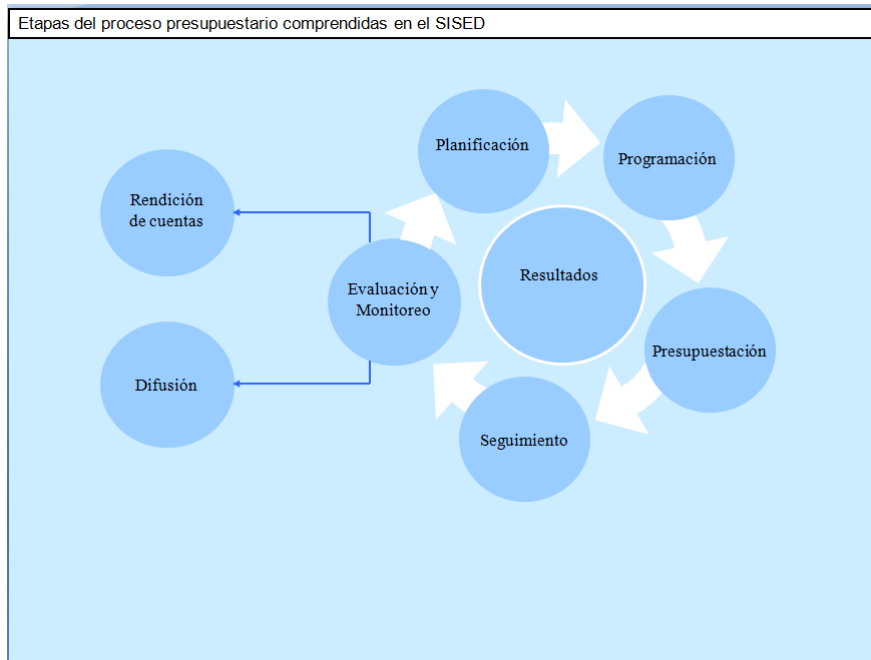 Etapas del proceso presupuestario comprendidas en el SISED
Planificación
Programación
Rendición
de cuentas
Resultados
Evaluación y
Monitoreo
Presupuestación
Difusión
Seguimiento